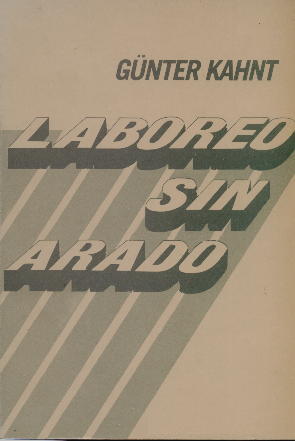 GÜNTER KAHNT
LABOREO
SIN
ARADO